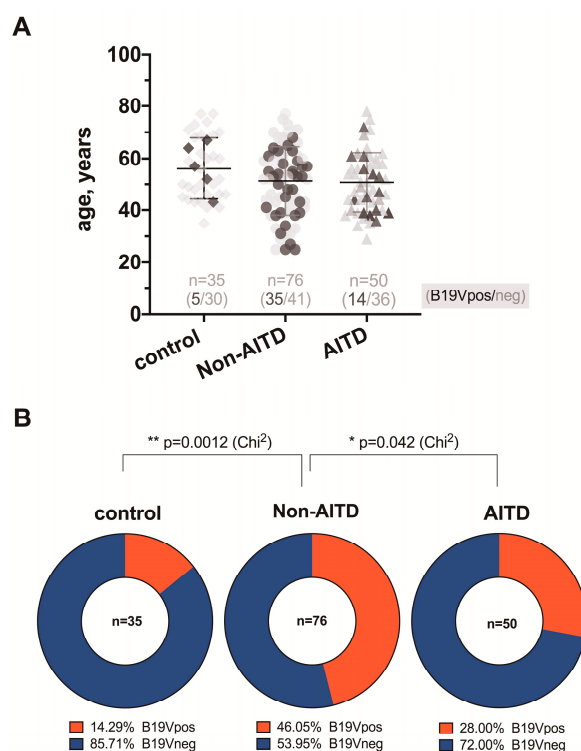 A
100
80
60
40
20
0
age, years
n=35 n=76 n=50
(5/30) (35/41) (14/36) (B19Vpos/neg)
control Non-AITD AITD
B
** p=0.0012 (Chi²) * p=0.042 (Chi²)
control Non-AITD AITD
n=35 n=76 n=50
14.29% B19Vpos 46.05% B19Vpos 28.00% B19Vpos
85.71% B19Vneg 53.95% B19Vneg 72.00% B19Vneg